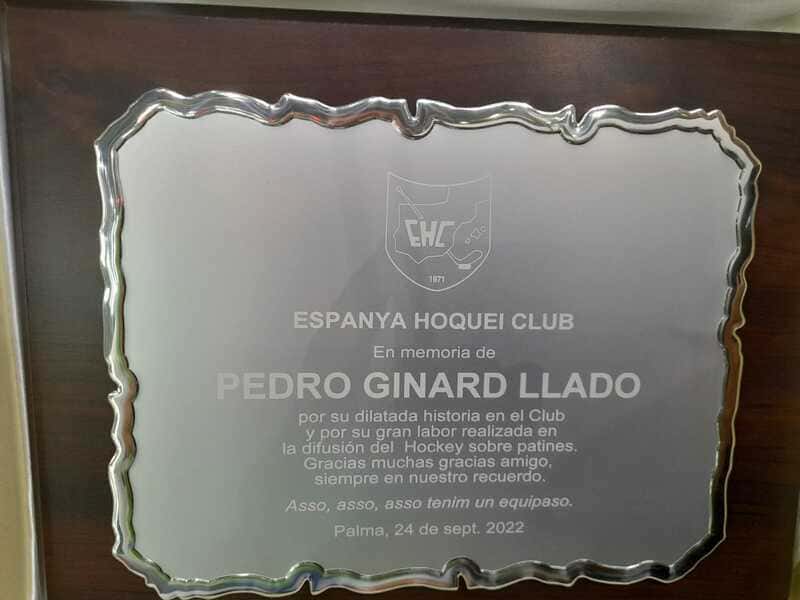 EHC
1971
ESPANYA HOQUEI CLUB
En memoria de
PEDRO GINARD LLADO
por su dilatada historia en el Club
y por su gran labor realizada en
la difusión del Hockey sobre patines.
Gracias muchas gracias amigo,
siempre en nuestro recuerdo.
Asso, asso, asso tenim un equipaso.
Palma, 24 de sept. 2022